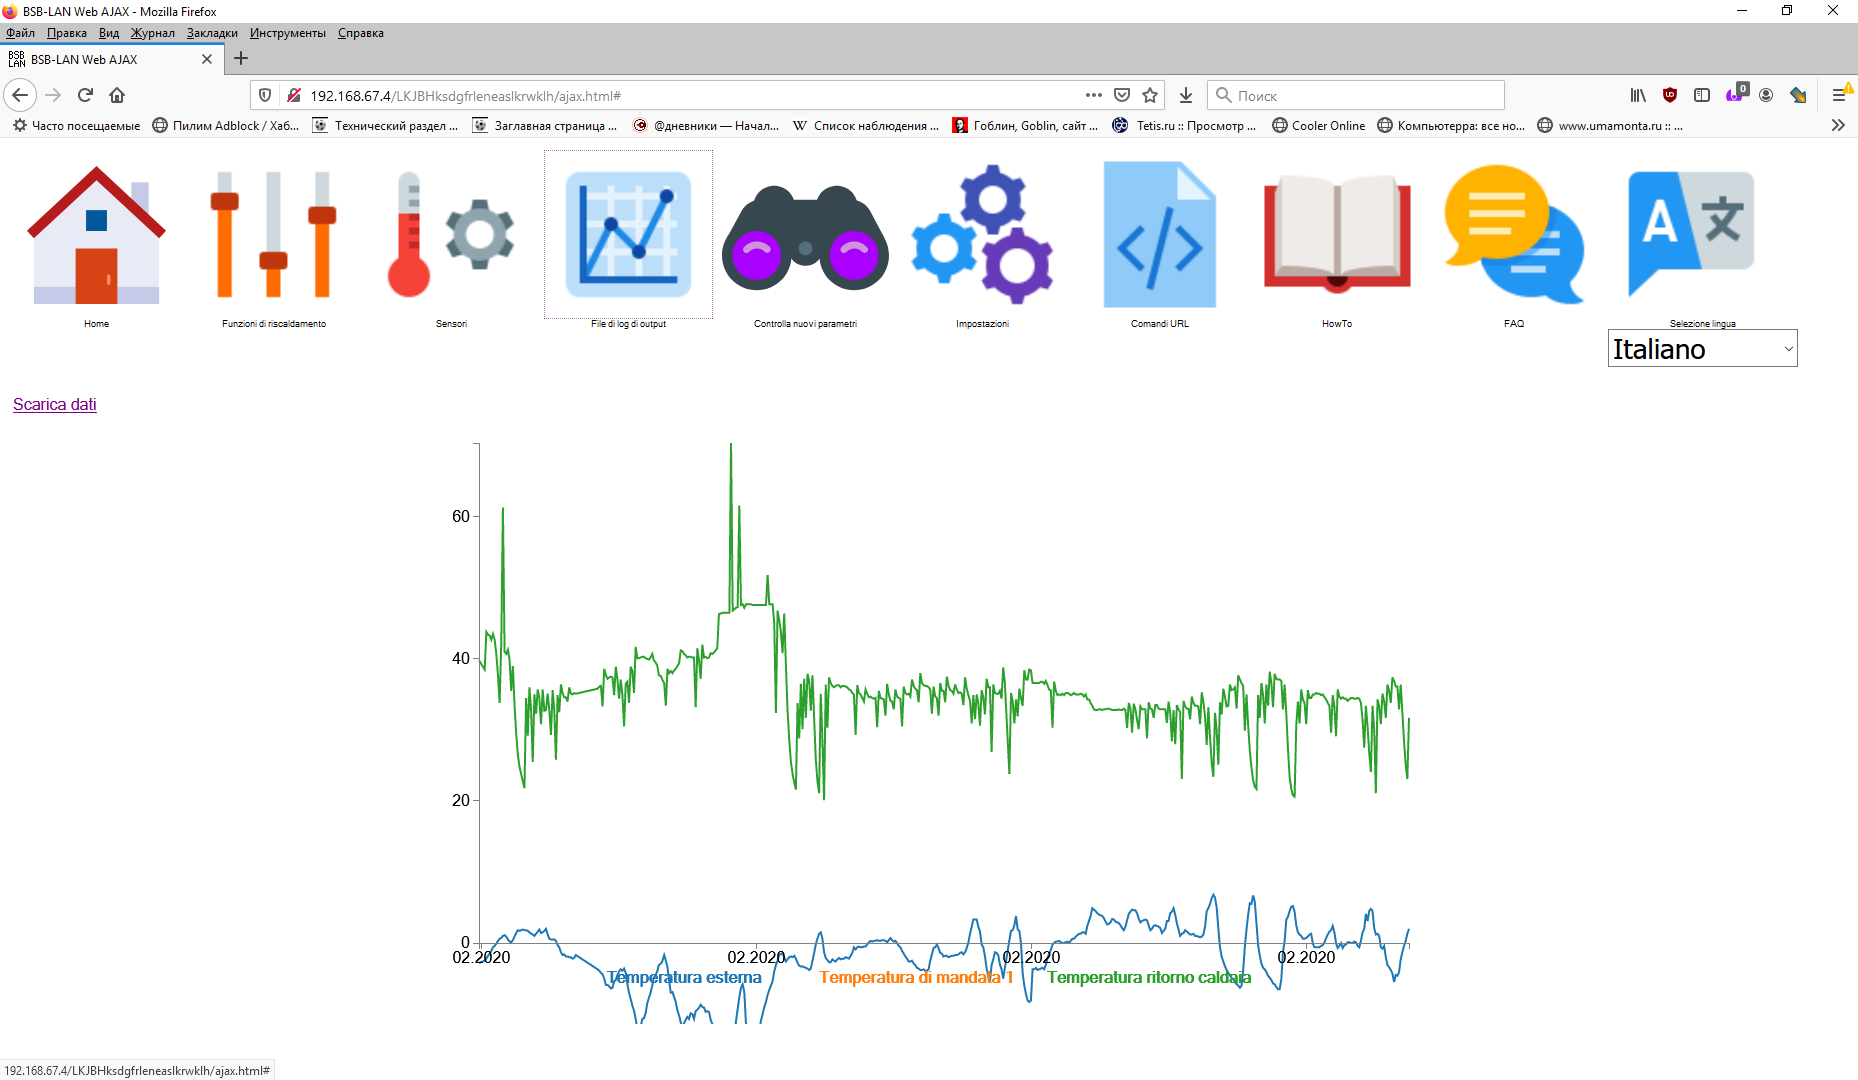 BSB-LAN Web AJAX - Mozilla Firefox
Файл Правка Вид Журнал Закладки Инструменты Справка
BSB LAN BSB-LAN Web AJAX
192.168.67.4/LKJBHksdgfrleneaslkrwklh/ajax.html#
Поиск
0
Часто посещаемые Пилим Adblock / Хаб... Технический раздел ... Заглавная страница ... @дневники — Начал... Список наблюдения ... Гоблин, Goblin, сайт ... Tetis.ru :: Просмотр ... Cooler Online Компьютерра: все но... www.umamonta.ru :: ...
A 文
Home Funzioni di riscaldamento Sensori File di log di output Controlla nuovi parametri Impostazioni Comandi URL HowTo FAQ Selezione lingua
Italiano
Scarica dati
60
40
20
0
02.2020 02.2020 02.2020 02.2020
Temperatura esterna Temperatura di mandata 1 Temperatura ritorno caldaia
192.168.67.4/LKJBHksdgfrleneaslkrwklh/ajax.html#